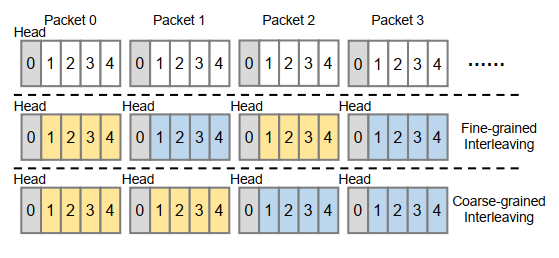 Packet 0 Packet 1 Packet 2 Packet 3
Head
0 1 2 3 4 0 1 2 3 4 0 1 2 3 4 0 1 2 3 4 ......
Head Head Head Head
0 1 2 3 4 0 1 2 3 4 0 1 2 3 4 0 1 2 3 4
Fine-grained
Interleaving
Head Head Head Head
0 1 2 3 4 0 1 2 3 4 0 1 2 3 4 0 1 2 3 4
Coarse-grained
Interleaving